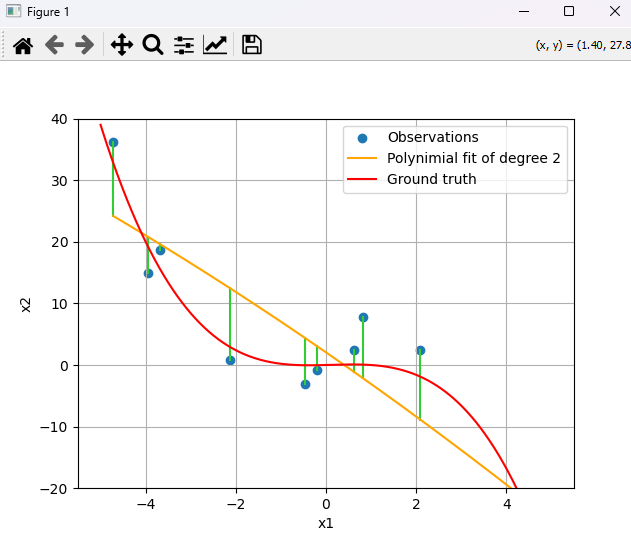 Figure 1
(x, y) = (1.40, 27.8
Observations
Polynimial fit of degree 2
Ground truth
40
30
20
10
0
−10
−20
x2
−4
−2
0
2
4
x1